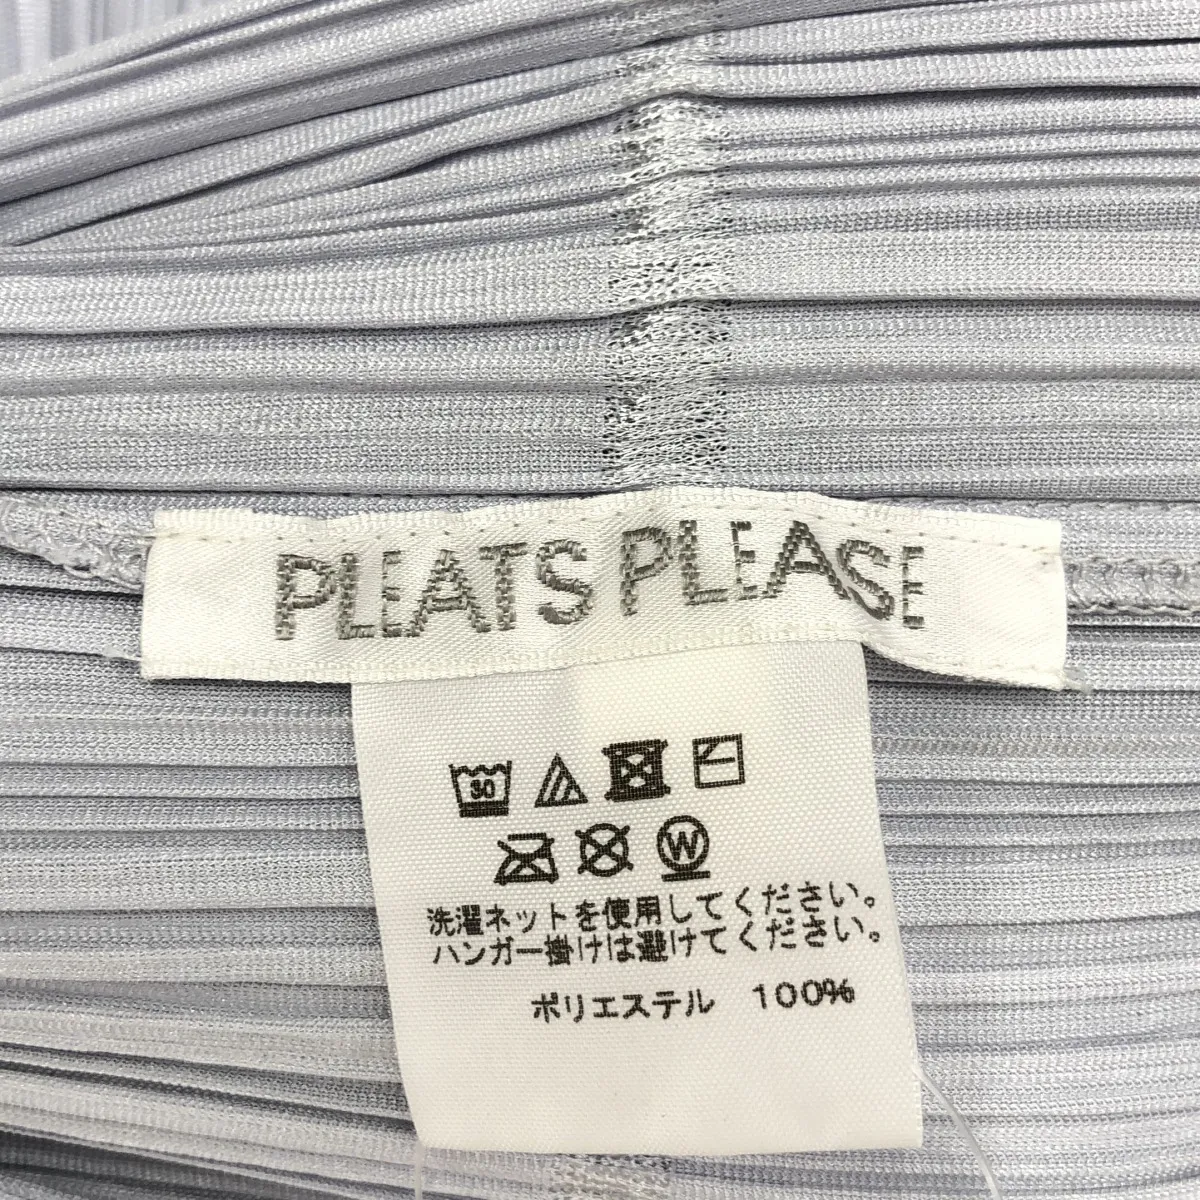 PLEATS PLEASE
30
W
洗濯ネットを使用してください。
ハンガー掛けは避けてください。
ポリエステル 100%